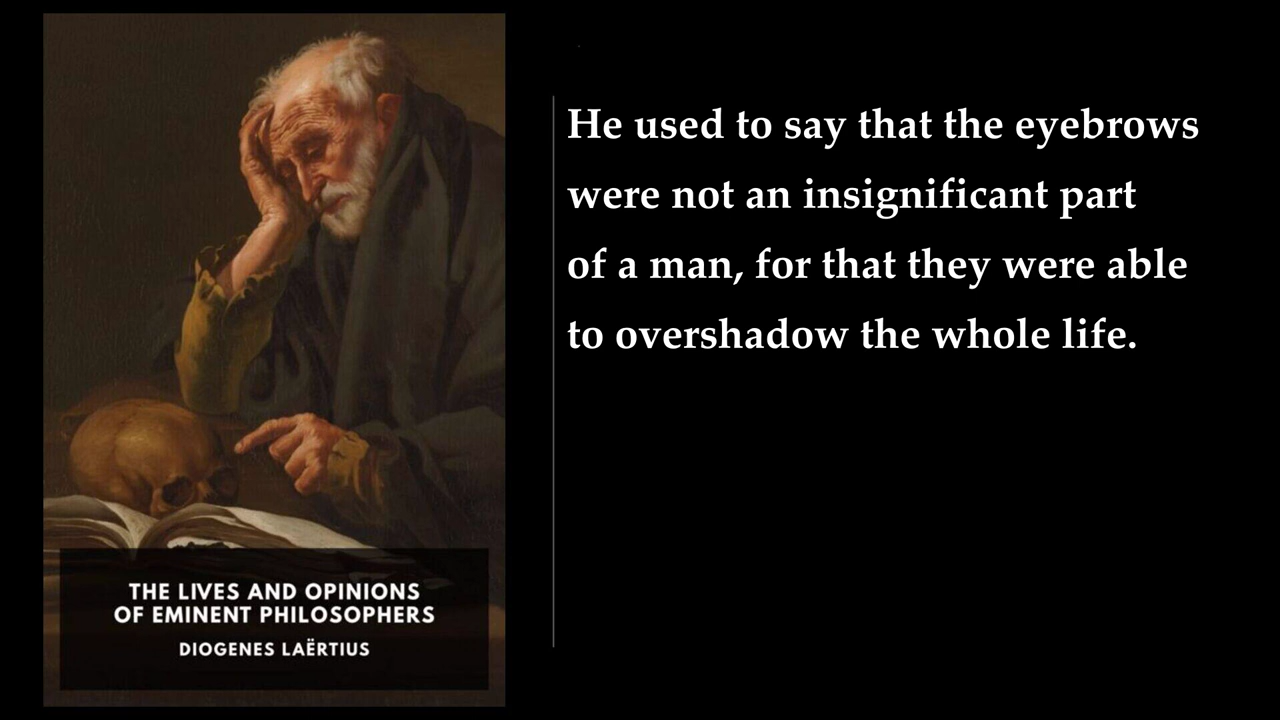 He used to say that the eyebrows
were not an insignificant part
of a man, for that they were able
to overshadow the whole life.
THE LIVES AND OPINIONS
OF EMINENT PHILOSOPHERS
DIOGENES LAËRTIUS